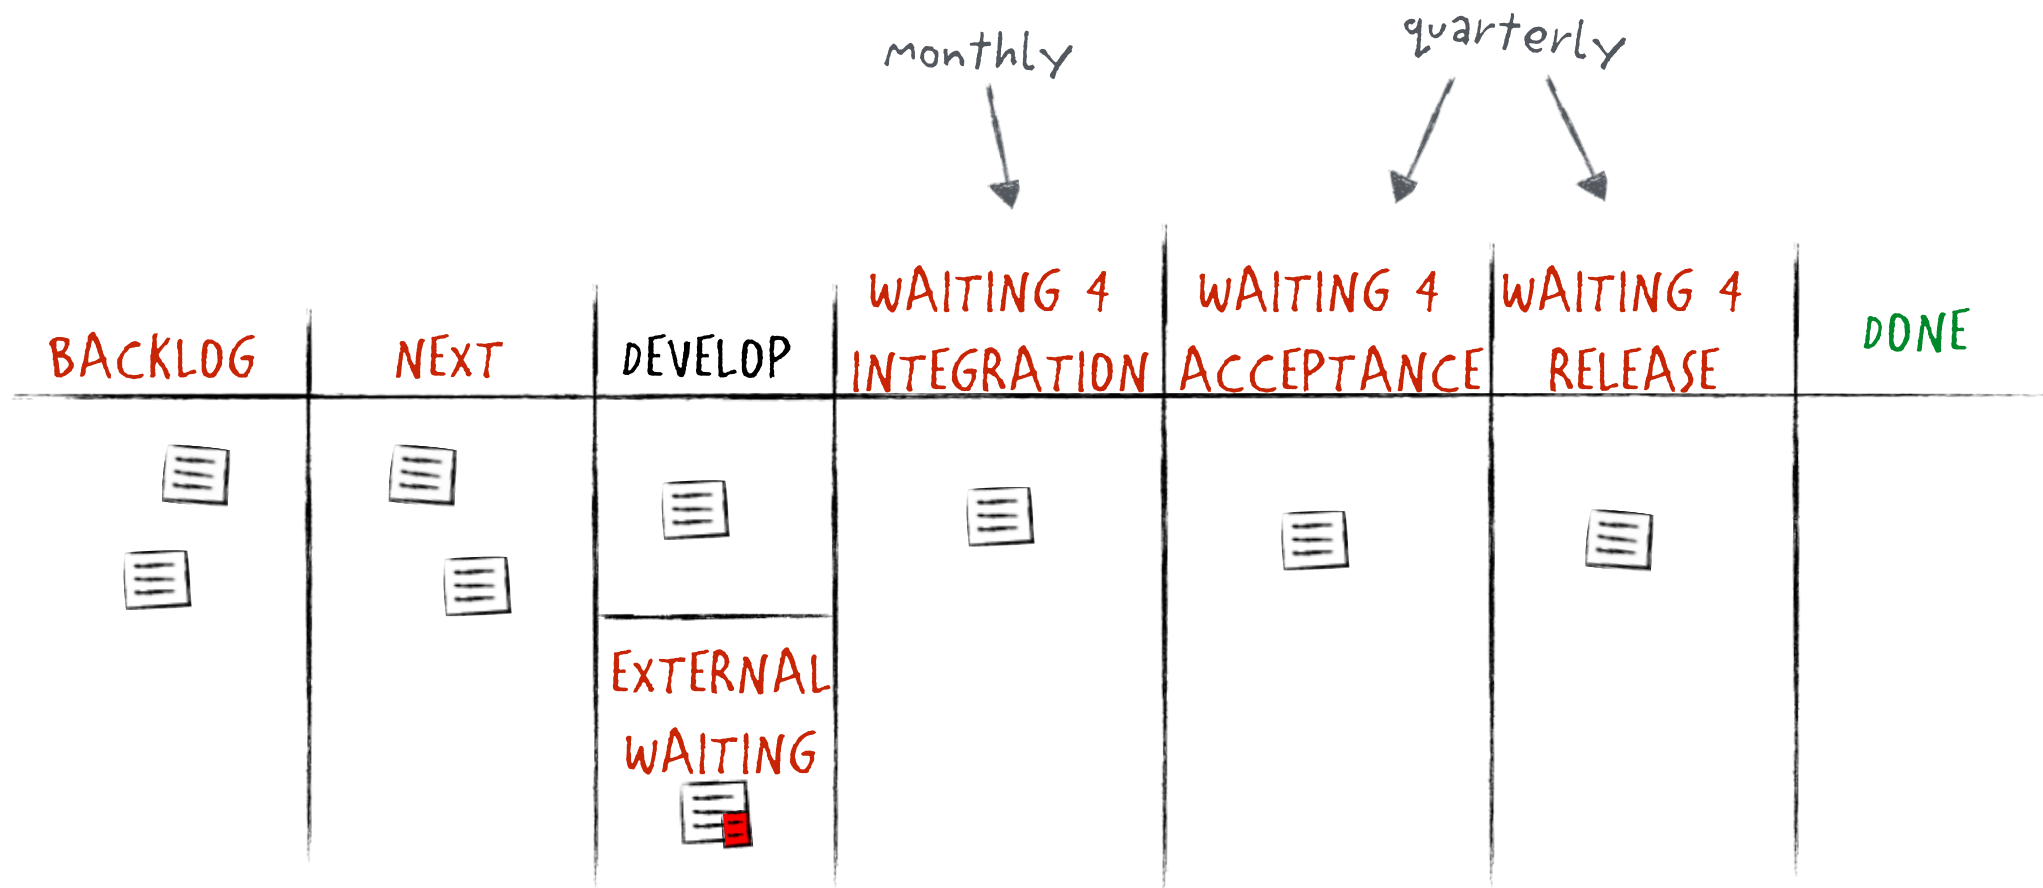 monthly
quarterly
BACKLOG
NEXT
DEVELOP
WAITING 4
INTEGRATION
WAITING 4
ACCEPTANCE
WAITING 4
RELEASE
DONE
EXTERNAL
WAITING